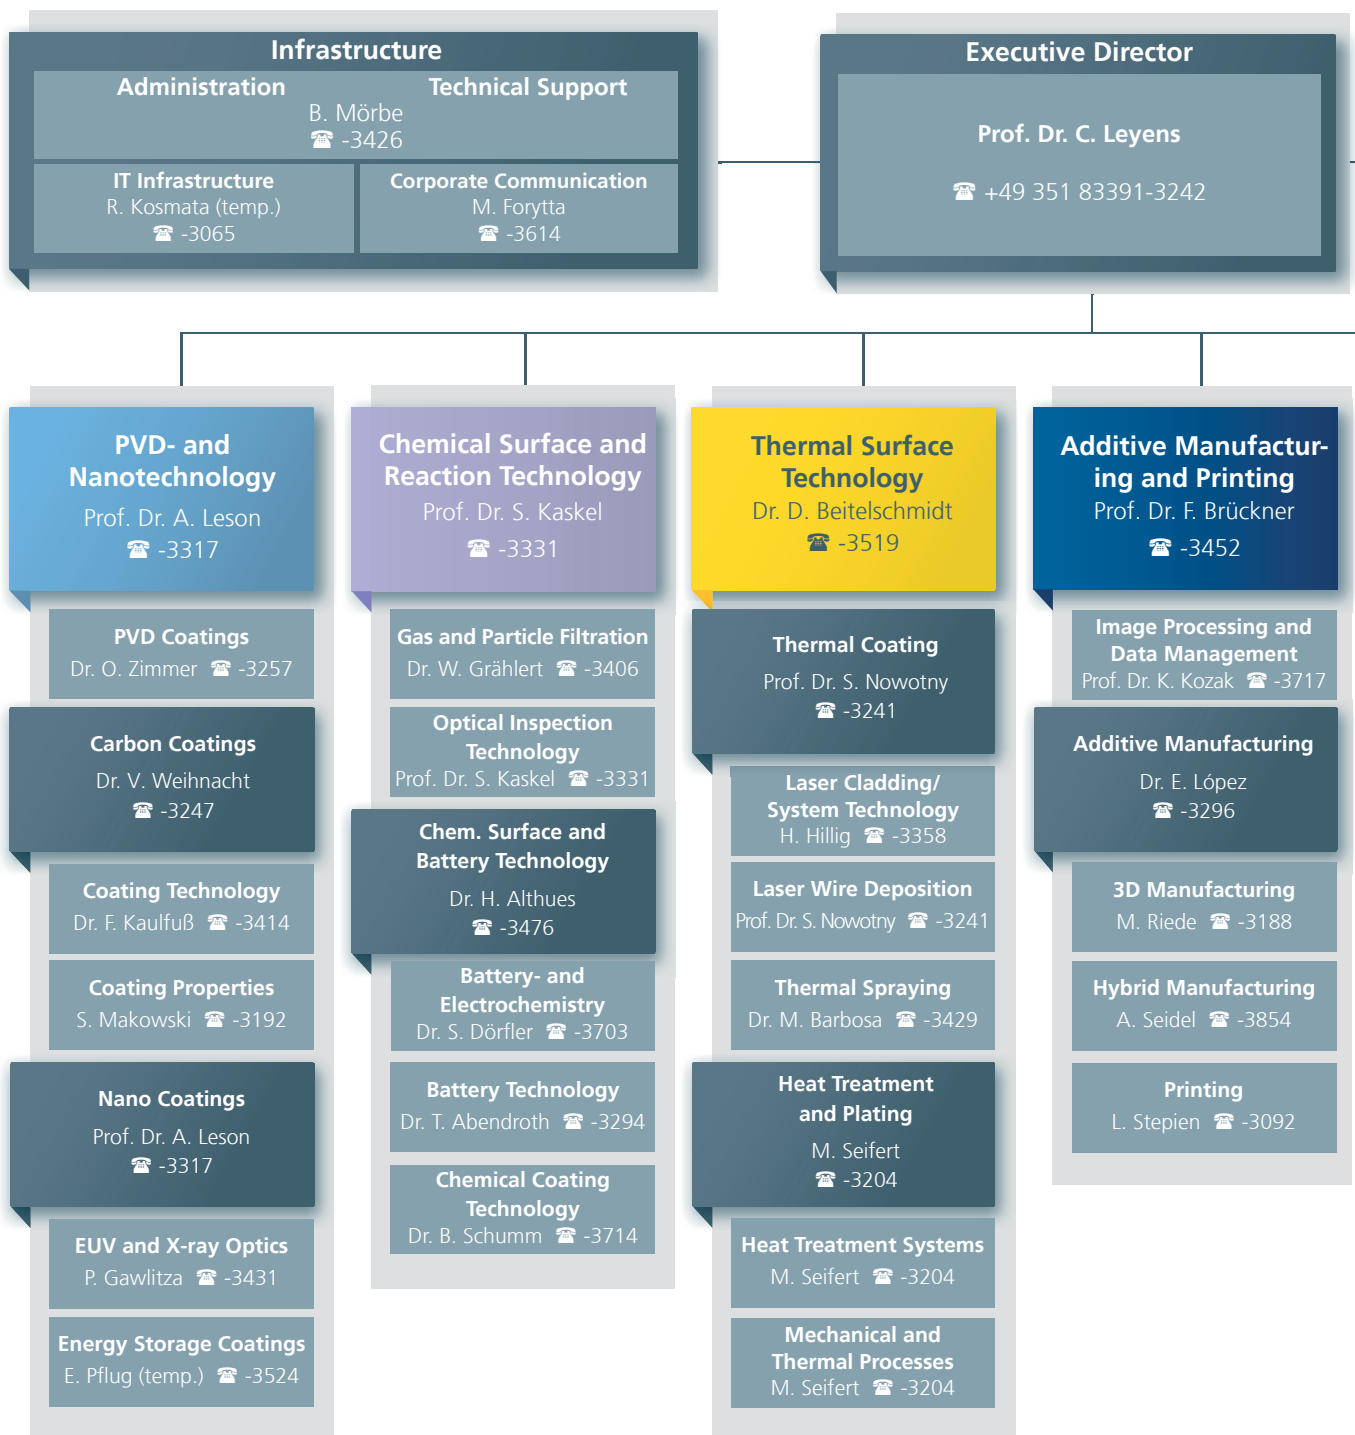 Infrastructure
Administration
Technical Support
B. Mörbe
☎ -3426
IT Infrastructure
R. Kosmata (temp.)
☎ -3065
Corporate Communication
M. Forytta
☎ -3614
Executive Director
Prof. Dr. C. Leyens
☎ +49 351 83391-3242
PVD- and
Nanotechnology
Prof. Dr. A. Leson
☎ -3317
PVD Coatings
Dr. O. Zimmer ☎ -3257
Carbon Coatings
Dr. V. Weihnacht
☎ -3247
Coating Technology
Dr. F. Kaulfuß ☎ -3414
Coating Properties
S. Makowski ☎ -3192
Nano Coatings
Prof. Dr. A. Leson
☎ -3317
EUV and X-ray Optics
P. Gawlitza ☎ -3431
Energy Storage Coatings
E. Pflug (temp.) ☎ -3524
Chemical Surface and
Reaction Technology
Prof. Dr. S. Kaskel
☎ -3331
Gas and Particle Filtration
Dr. W. Grählert ☎ -3406
Optical Inspection
Technology
Prof. Dr. S. Kaskel ☎ -3331
Chem. Surface and
Battery Technology
Dr. H. Althues
☎ -3476
Battery- and
Electrochemistry
Dr. S. Dörfler ☎ -3703
Battery Technology
Dr. T. Abendroth ☎ -3294
Chemical Coating
Technology
Dr. B. Schumm ☎ -3714
Thermal Surface
Technology
Dr. D. Beitelschmidt
☎ -3519
Thermal Coating
Prof. Dr. S. Nowotny
☎ -3241
Laser Cladding/
System Technology
H. Hillig ☎ -3358
Laser Wire Deposition
Prof. Dr. S. Nowotny ☎ -3241
Thermal Spraying
Dr. M. Barbosa ☎ -3429
Heat Treatment
and Plating
M. Seifert
☎ -3204
Heat Treatment Systems
M. Seifert ☎ -3204
Mechanical and
Thermal Processes
M. Seifert ☎ -3204
Additive Manufactur-
ing and Printing
Prof. Dr. F. Brückner
☎ -3452
Image Processing and
Data Management
Prof. Dr. K. Kozak ☎ -3717
Additive Manufacturing
Dr. E. López
☎ -3296
3D Manufacturing
M. Riede ☎ -3188
Hybrid Manufacturing
A. Seidel ☎ -3854
Printing
L. Stepien ☎ -3092